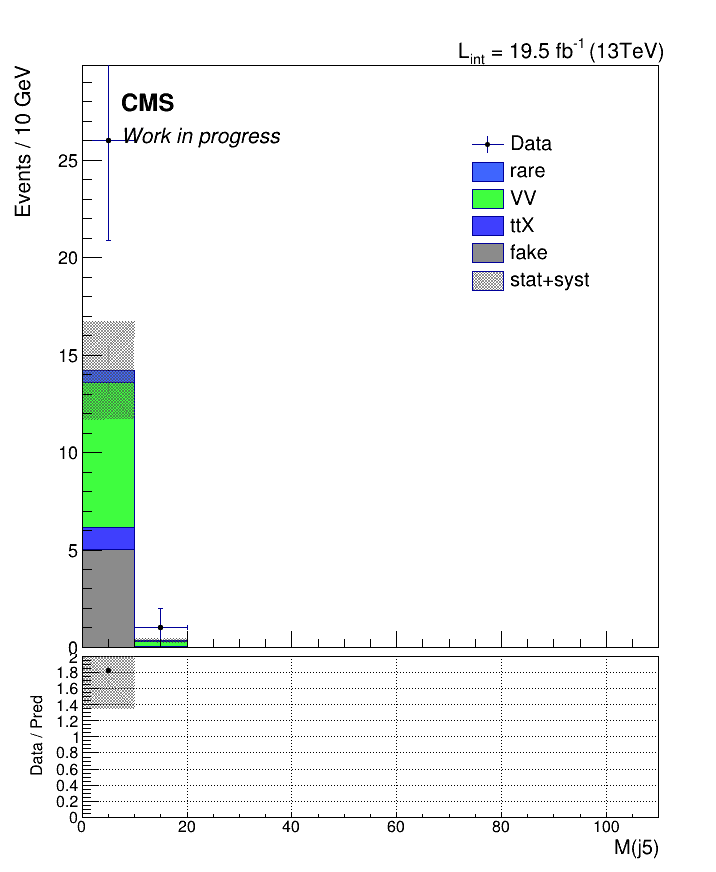 L_int = 19.5 fb^-1 (13TeV)
Events / 10 GeV
CMS
Work in progress
Data
rare
VV
ttX
fake
stat+syst
25
20
15
10
5
0
Data / Pred
2
1.8
1.6
1.4
1.2
1
0.8
0.6
0.4
0.2
0
0 20 40 60 80 100
M(j5)